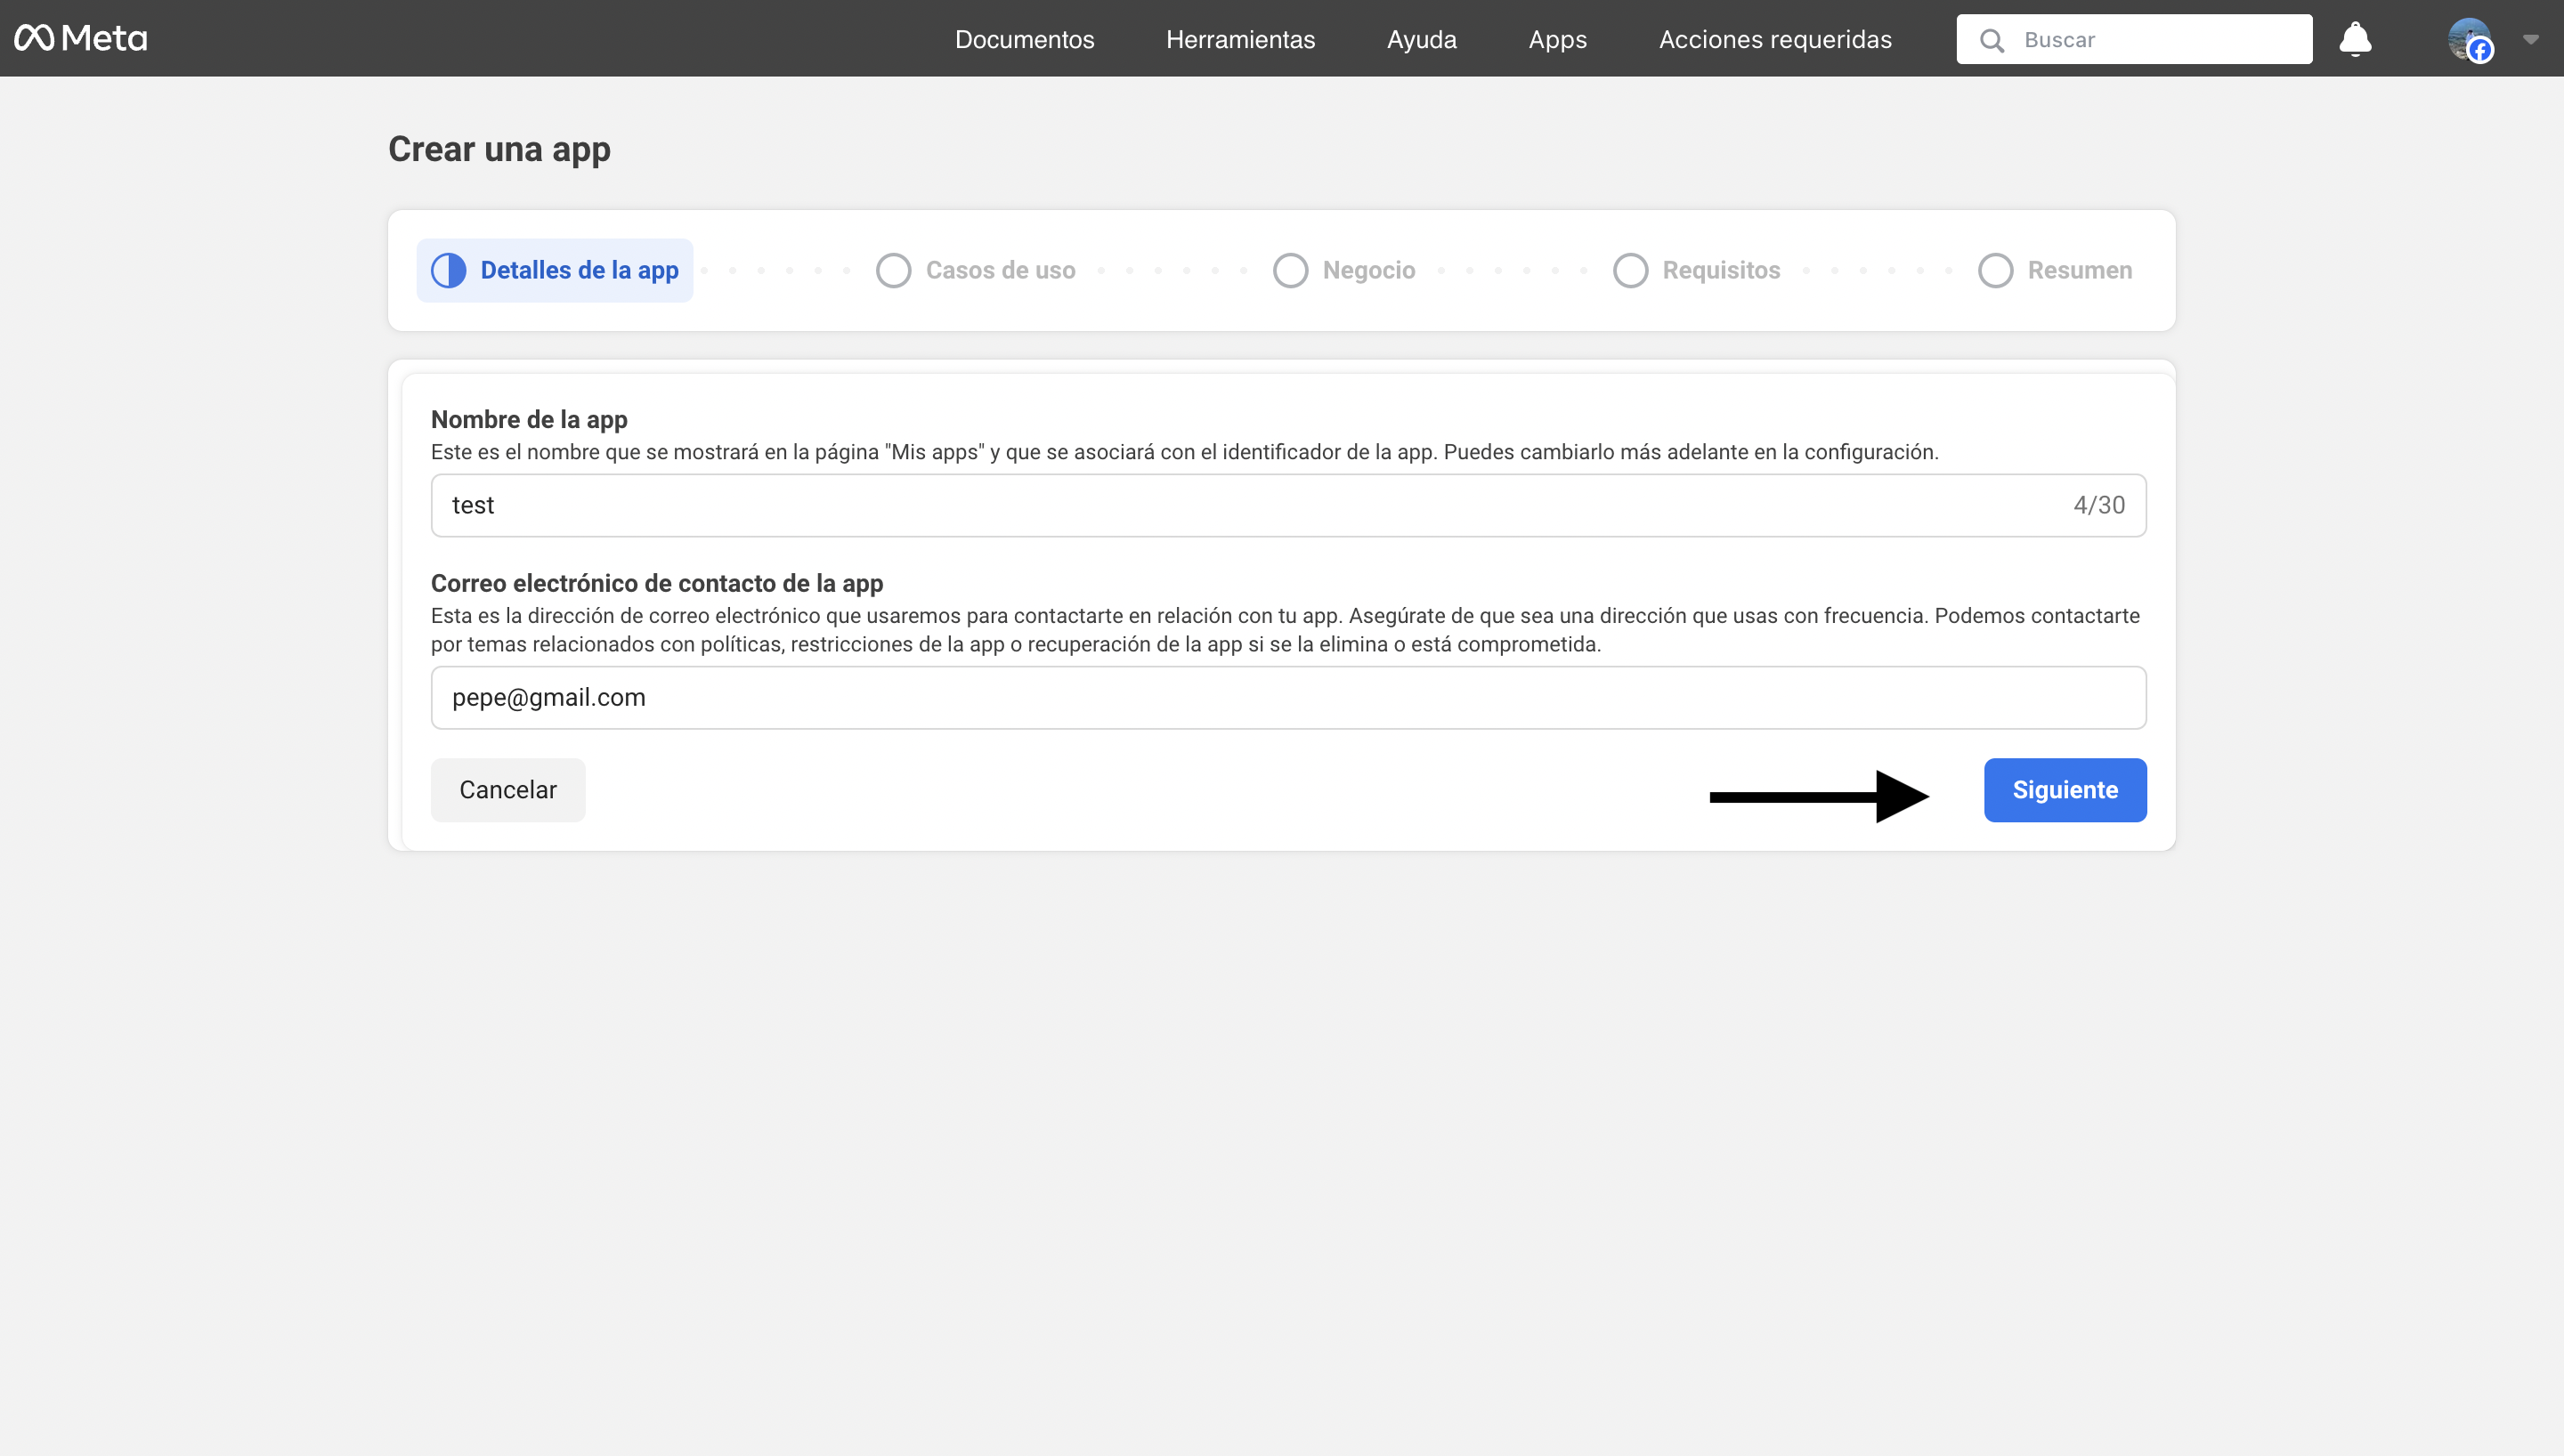 Meta
Documentos
Herramientas
Ayuda
Apps
Acciones requeridas
Buscar
Crear una app
Detalles de la app
Casos de uso
Negocio
Requisitos
Resumen
Nombre de la app
Este es el nombre que se mostrará en la página "Mis apps" y que se asociará con el identificador de la app. Puedes cambiarlo más adelante en la configuración.
test
4/30
Correo electrónico de contacto de la app
Esta es la dirección de correo electrónico que usaremos para contactarte en relación con tu app. Asegúrate de que sea una dirección que usas con frecuencia. Podemos contactarte
por temas relacionados con políticas, restricciones de la app o recuperación de la app si se la elimina o está comprometida.
pepe@gmail.com
Cancelar
Siguiente